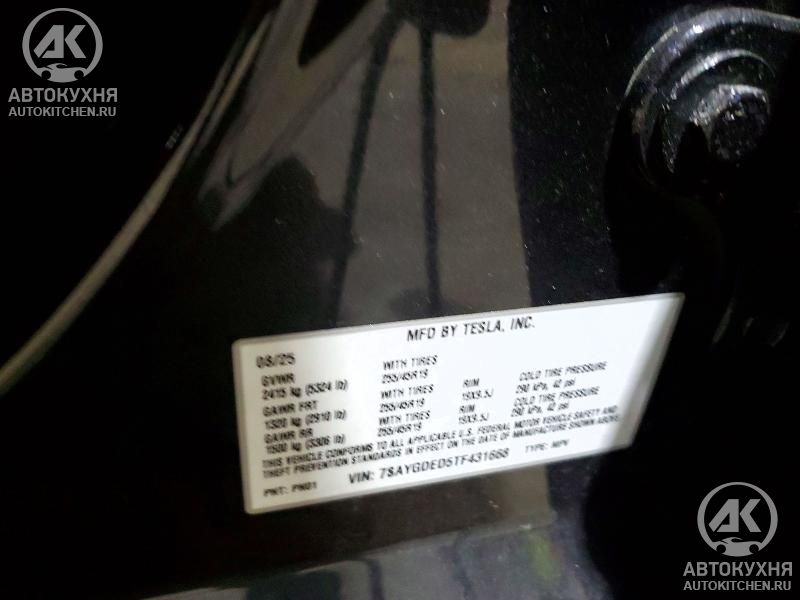 АК
АВТОКУХНЯ
AUTOKITCHEN.RU
MFD BY TESLA, INC.
08/25
GVWR WITH TIRES
2415 kg (5324 lb) 255/45R19 RIM COLD TIRE PRESSURE
GAWR FRT WITH TIRES 19X9.5J 290 kPa, 42 psi
1320 kg (2910 lb) 255/45R19 RIM COLD TIRE PRESSURE
GAWR RR WITH TIRES 19X9.5J 290 kPa, 42 psi
1500 kg (3306 lb) 255/45R19
THIS VEHICLE CONFORMS TO ALL APPLICABLE U.S. FEDERAL MOTOR VEHICLE SAFETY AND
THEFT PREVENTION STANDARDS IN EFFECT ON THE DATE OF MANUFACTURE SHOWN ABOVE.
PNT: PN01 VIN: 7SAYGDED5TF431668 TYPE: MPV
АК
АВТОКУХНЯ
AUTOKITCHEN.RU